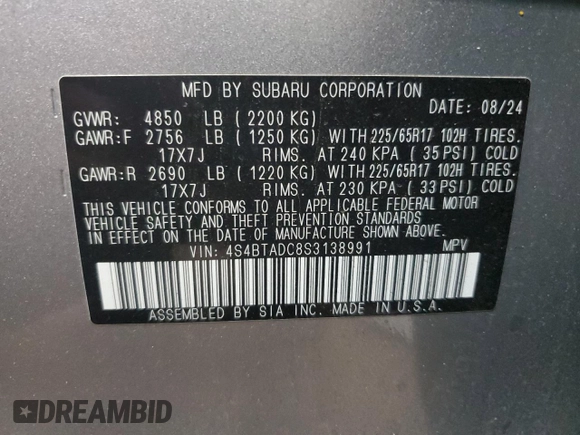 MFD BY SUBARU CORPORATION
DATE: 08/24
GVWR: 4850 LB (2200 KG)
GAWR:F 2756 LB (1250 KG) WITH 225/65R17 102H TIRES.
17X7J RIMS. AT 240 KPA (35 PSI) COLD
GAWR:R 2690 LB (1220 KG) WITH 225/65R17 102H TIRES.
17X7J RIMS. AT 230 KPA (33 PSI) COLD
THIS VEHICLE CONFORMS TO ALL APPLICABLE FEDERAL MOTOR
VEHICLE SAFETY AND THEFT PREVENTION STANDARDS
IN EFFECT ON THE DATE OF MANUFACTURE SHOWN ABOVE.
VIN: 4S4BTADC8S3138991 MPV
ASSEMBLED BY SIA INC. MADE IN U.S.A.
DREAMBID